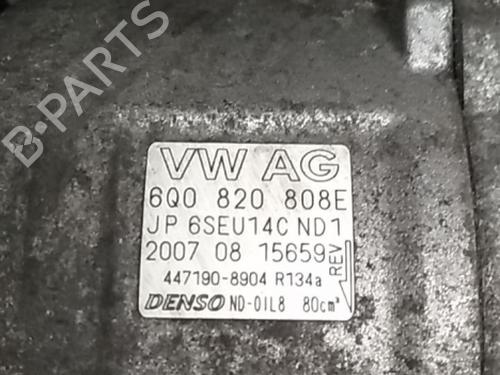 B-PARTS
VW AG
6Q0 820 808E
JP 6SEU14C ND1
2007 08 15659
REV
447190-8904 R134a
DENSO ND-OIL8 80cm³